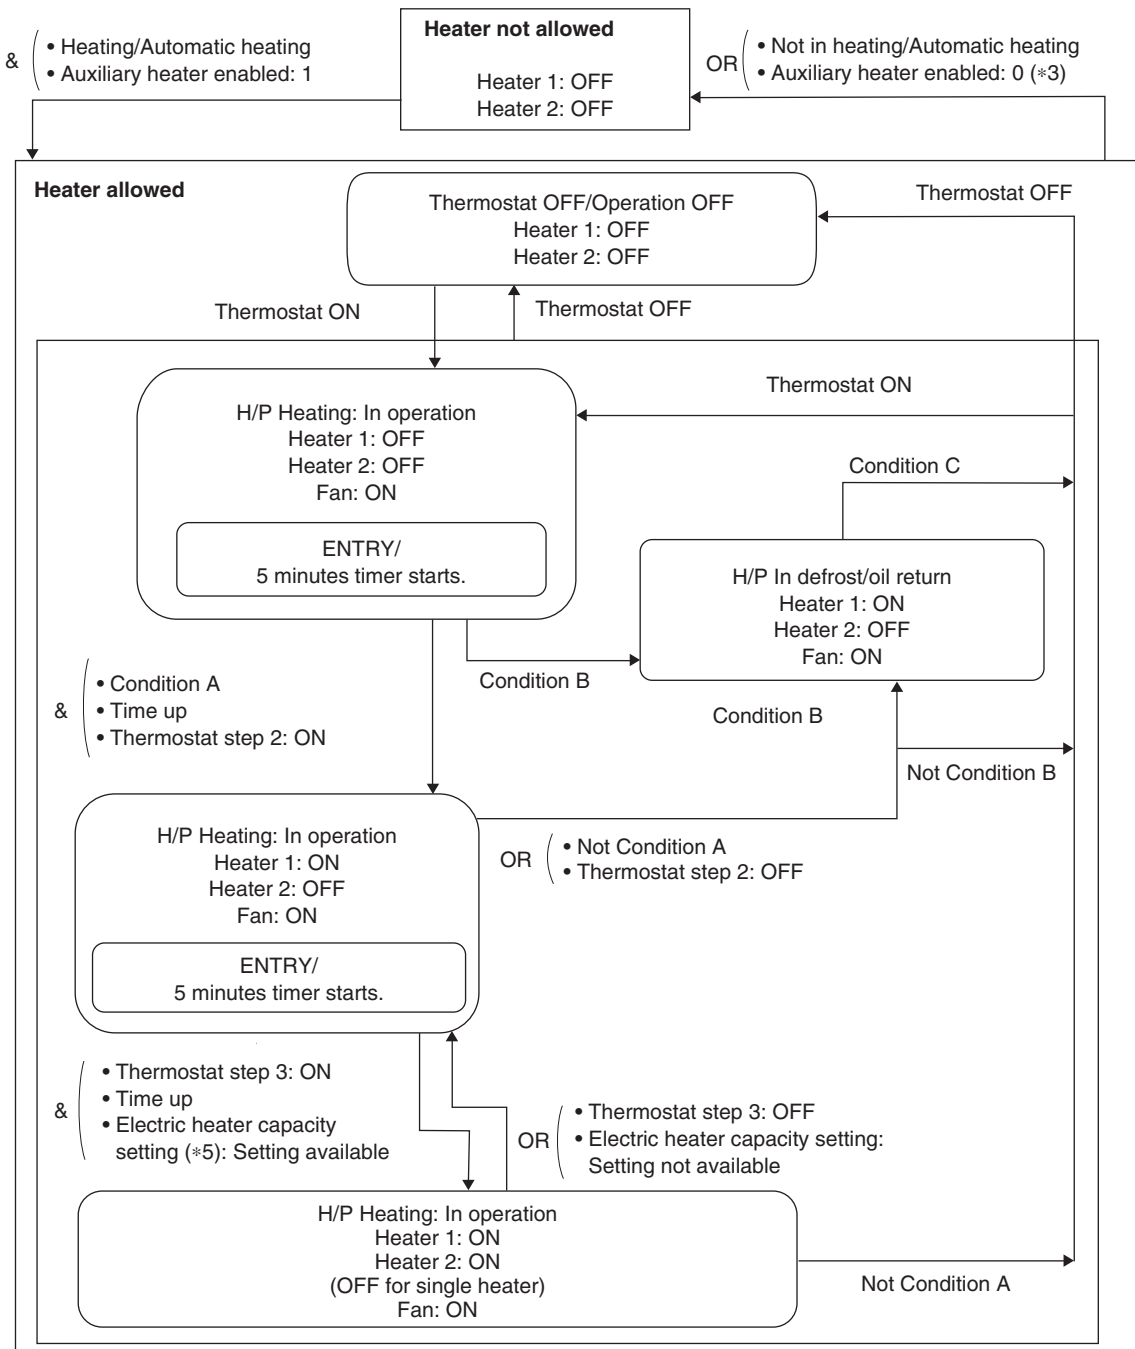 Heater not allowed
Heater 1: OFF
Heater 2: OFF
&
• Heating/Automatic heating
• Auxiliary heater enabled: 1
OR
• Not in heating/Automatic heating
• Auxiliary heater enabled: 0 (*3)
Heater allowed
Thermostat OFF/Operation OFF
Heater 1: OFF
Heater 2: OFF
Thermostat OFF
Thermostat ON
Thermostat OFF
H/P Heating: In operation
Heater 1: OFF
Heater 2: OFF
Fan: ON
ENTRY/
5 minutes timer starts.
Thermostat ON
Condition C
H/P In defrost/oil return
Heater 1: ON
Heater 2: OFF
Fan: ON
Condition B
&
• Condition A
• Time up
• Thermostat step 2: ON
Condition B
Not Condition B
H/P Heating: In operation
Heater 1: ON
Heater 2: OFF
Fan: ON
ENTRY/
5 minutes timer starts.
OR
• Not Condition A
• Thermostat step 2: OFF
&
• Thermostat step 3: ON
• Time up
• Electric heater capacity
setting (*5): Setting available
OR
• Thermostat step 3: OFF
• Electric heater capacity setting:
Setting not available
H/P Heating: In operation
Heater 1: ON
Heater 2: ON
(OFF for single heater)
Fan: ON
Not Condition A